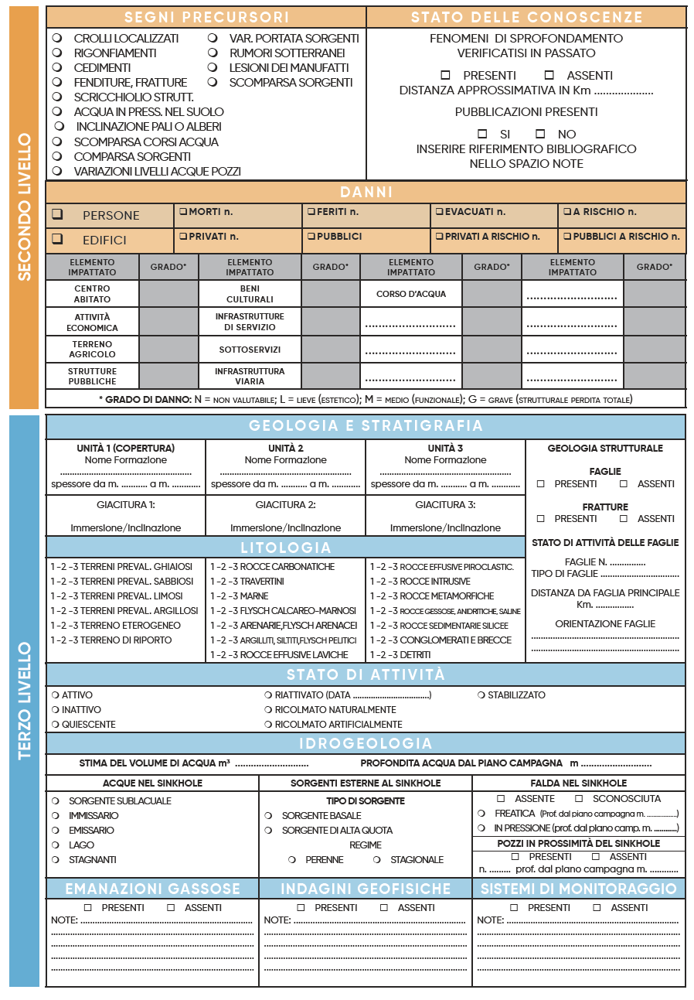 SECONDO LIVELLO
SEGNI PRECURSORI
CROLLI LOCALIZZATI
RIGONFIAMENTI
CEDIMENTI
FENDITURE, FRATTURE
SCRICCHIOLIO STRUTT.
ACQUA IN PRESS. NEL SUOLO
INCLINAZIONE PALI O ALBERI
SCOMPARSA CORSI ACQUA
COMPARSA SORGENTI
VARIAZIONI LIVELLI ACQUE POZZI
VAR. PORTATA SORGENTI
RUMORI SOTTERRANEI
LESIONI DEI MANUFATTI
SCOMPARSA SORGENTI
STATO DELLE CONOSCENZE
FENOMENI DI SPROFONDAMENTO
VERIFICATISI IN PASSATO
☐ PRESENTI ☐ ASSENTI
DISTANZA APPROSSIMATIVA IN Km ....................
PUBBLICAZIONI PRESENTI
☐ SI ☐ NO
INSERIRE RIFERIMENTO BIBLIOGRAFICO
NELLO SPAZIO NOTE
DANNI
❑ PERSONE ❑ MORTI n. ❑ FERITI n. ❑ EVACUATI n. ❑ A RISCHIO n.
❑ EDIFICI ❑ PRIVATI n. ❑ PUBBLICI ❑ PRIVATI A RISCHIO n. ❑ PUBBLICI A RISCHIO n.
ELEMENTO IMPATTATO GRADO* ELEMENTO IMPATTATO GRADO* ELEMENTO IMPATTATO GRADO* ELEMENTO IMPATTATO GRADO*
CENTRO ABITATO BENI CULTURALI CORSO D'ACQUA ...........................
ATTIVITÀ ECONOMICA INFRASTRUTTURE DI SERVIZIO ........................... ...........................
TERRENO AGRICOLO SOTTOSERVIZI ........................... ...........................
STRUTTURE PUBBLICHE INFRASTRUTTURA VIARIA ........................... ...........................
* GRADO DI DANNO: N = NON VALUTABILE; L = LIEVE (ESTETICO); M = MEDIO (FUNZIONALE); G = GRAVE (STRUTTURALE PERDITA TOTALE)
TERZO LIVELLO
GEOLOGIA E STRATIGRAFIA
UNITÀ 1 (COPERTURA)
Nome Formazione
..................................................
spessore da m. ........... a m. ............
GIACITURA 1:
Immersione/Inclinazione
UNITÀ 2
Nome Formazione
..................................................
spessore da m. ........... a m. ............
GIACITURA 2:
Immersione/Inclinazione
UNITÀ 3
Nome Formazione
..................................................
spessore da m. ........... a m. ............
GIACITURA 3:
Immersione/Inclinazione
GEOLOGIA STRUTTURALE
FAGLIE
☐ PRESENTI ☐ ASSENTI
FRATTURE
☐ PRESENTI ☐ ASSENTI
STATO DI ATTIVITÀ DELLE FAGLIE
FAGLIE N. ..............
TIPO DI FAGLIE ...............................
DISTANZA DA FAGLIA PRINCIPALE
Km. ...............
ORIENTAZIONE FAGLIE
..........................................................
..........................................................
LITOLOGIA
1 -2 -3 TERRENI PREVAL. GHIAIOSI
1 -2 -3 TERRENI PREVAL. SABBIOSI
1 -2 -3 TERRENI PREVAL. LIMOSI
1 -2 -3 TERRENI PREVAL. ARGILLOSI
1 -2 -3 TERRENO ETEROGENEO
1 -2 -3 TERRENO DI RIPORTO
1 -2 -3 ROCCE CARBONATICHE
1 -2 -3 TRAVERTINI
1 -2 -3 MARNE
1 -2 -3 FLYSCH CALCAREO-MARNOSI
1 -2 -3 ARENARIE,FLYSCH ARENACEI
1 -2 -3 ARGILLITI, SILTITI,FLYSCH PELITICI
1 -2 -3 ROCCE EFFUSIVE LAVICHE
1 -2 -3 ROCCE EFFUSIVE PIROCLASTIC.
1 -2 -3 ROCCE INTRUSIVE
1 -2 -3 ROCCE METAMORFICHE
1 -2 -3 ROCCE GESSOSE, ANIDRITICHE, SALINE
1 -2 -3 ROCCE SEDIMENTARIE SILICEE
1 -2 -3 CONGLOMERATI E BRECCE
1 -2 -3 DETRITI
STATO DI ATTIVITÀ
ATTIVO
INATTIVO
QUIESCENTE
RIATTIVATO (DATA ..................................)
RICOLMATO NATURALMENTE
RICOLMATO ARTIFICIALMENTE
STABILIZZATO
IDROGEOLOGIA
STIMA DEL VOLUME DI ACQUA m³ ........................... PROFONDITA ACQUA DAL PIANO CAMPAGNA m ..........................
ACQUE NEL SINKHOLE
SORGENTE SUBLACUALE
IMMISSARIO
EMISSARIO
LAGO
STAGNANTI
SORGENTI ESTERNE AL SINKHOLE
TIPO DI SORGENTE
SORGENTE BASALE
SORGENTE DI ALTA QUOTA
REGIME
PERENNE STAGIONALE
FALDA NEL SINKHOLE
☐ ASSENTE ☐ SCONOSCIUTA
FREATICA (Prof. dal piano campagna m. .................)
IN PRESSIONE (prof. dal piano camp. m. ...........)
POZZI IN PROSSIMITÀ DEL SINKHOLE
☐ PRESENTI ☐ ASSENTI
n. ......... prof. dal plano campagna m. ............
EMANAZIONI GASSOSE
☐ PRESENTI ☐ ASSENTI
NOTE: ..................................................................
..........................................................................
..........................................................................
..........................................................................
..........................................................................
INDAGINI GEOFISICHE
☐ PRESENTI ☐ ASSENTI
NOTE: ..................................................................
..........................................................................
..........................................................................
..........................................................................
..........................................................................
SISTEMI DI MONITORAGGIO
☐ PRESENTI ☐ ASSENTI
NOTE: ..................................................................
..........................................................................
..........................................................................
..........................................................................
..........................................................................